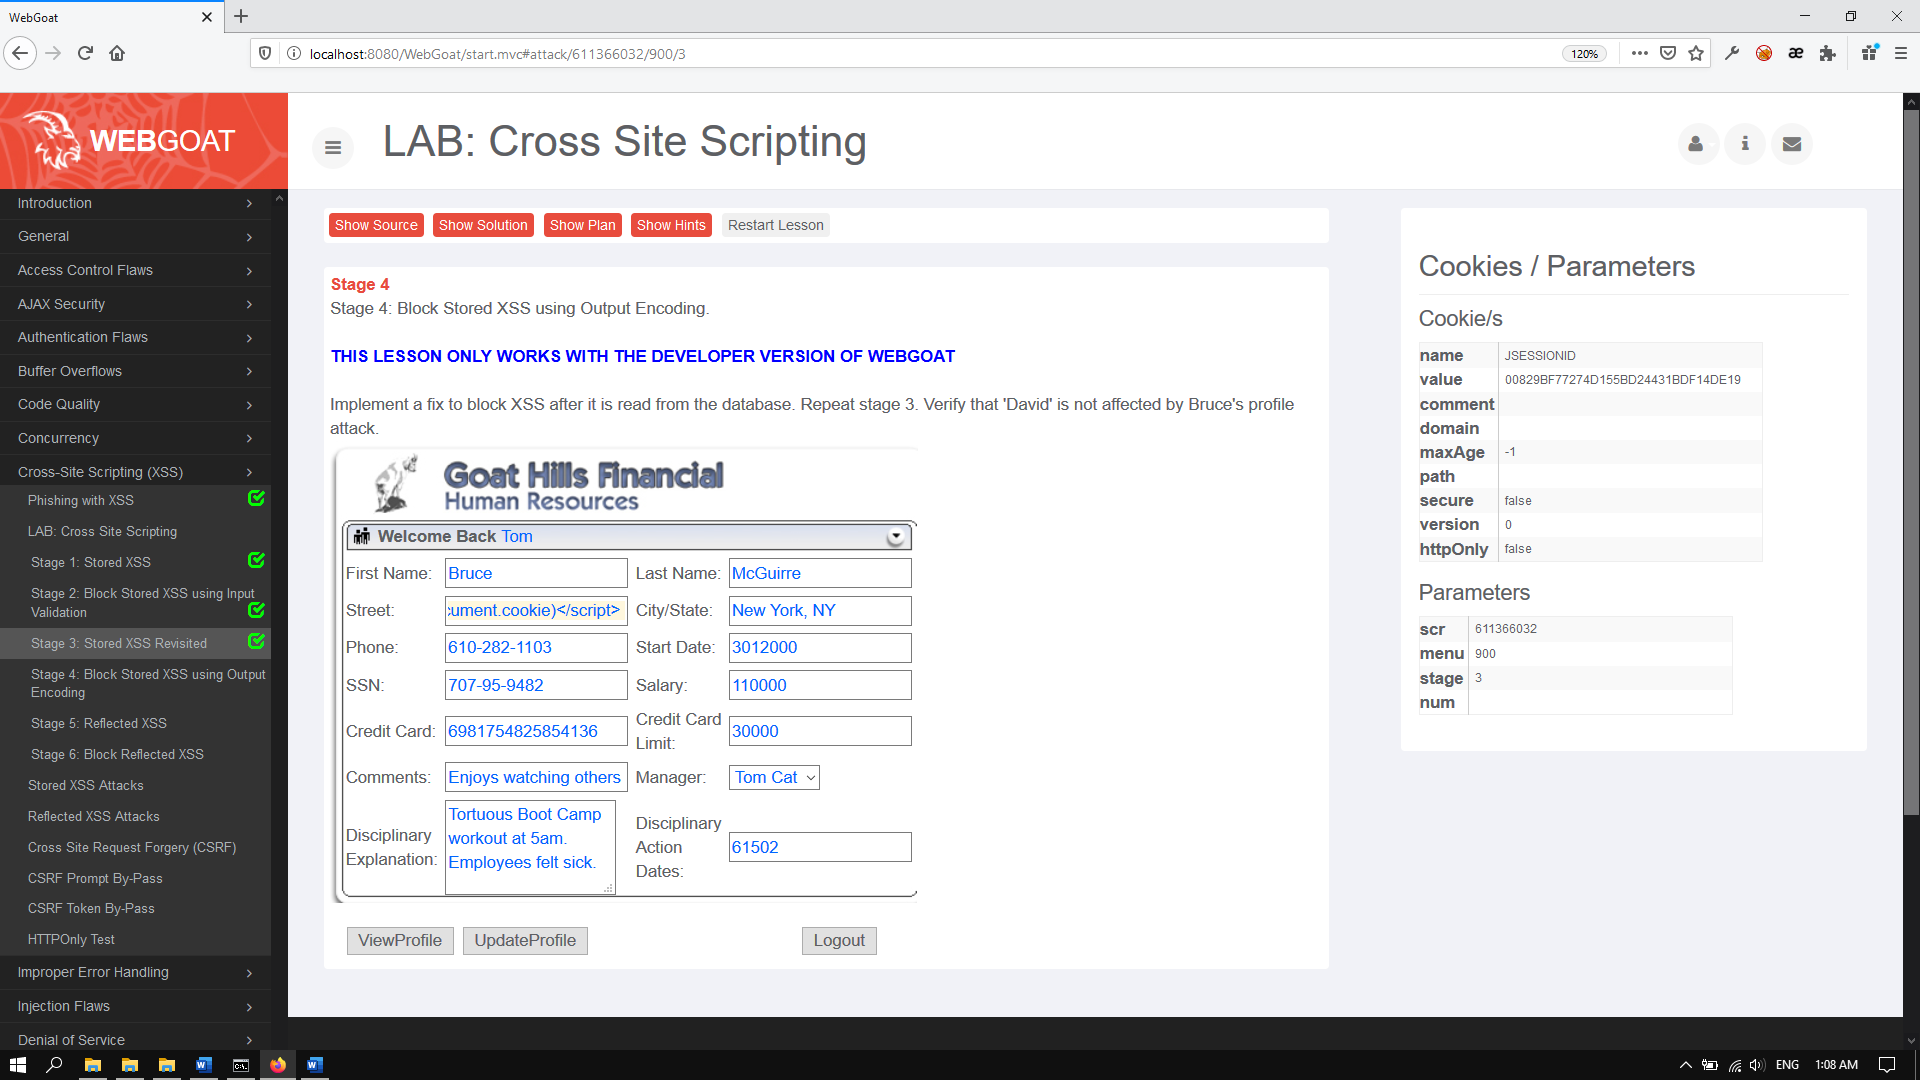 WebGoat
localhost:8080/WebGoat/start.mvc#attack/611366032/900/3
120%
WEBGOAT
LAB: Cross Site Scripting
Introduction
General
Access Control Flaws
AJAX Security
Authentication Flaws
Buffer Overflows
Code Quality
Concurrency
Cross-Site Scripting (XSS)
Phishing with XSS
LAB: Cross Site Scripting
Stage 1: Stored XSS
Stage 2: Block Stored XSS using Input
Validation
Stage 3: Stored XSS Revisited
Stage 4: Block Stored XSS using Output
Encoding
Stage 5: Reflected XSS
Stage 6: Block Reflected XSS
Stored XSS Attacks
Reflected XSS Attacks
Cross Site Request Forgery (CSRF)
CSRF Prompt By-Pass
CSRF Token By-Pass
HTTPOnly Test
Improper Error Handling
Injection Flaws
Denial of Service
Show Source Show Solution Show Plan Show Hints Restart Lesson
Stage 4
Stage 4: Block Stored XSS using Output Encoding.
THIS LESSON ONLY WORKS WITH THE DEVELOPER VERSION OF WEBGOAT
Implement a fix to block XSS after it is read from the database. Repeat stage 3. Verify that 'David' is not affected by Bruce's profile
attack.
Goat Hills Financial
Human Resources
Welcome Back Tom
First Name: Bruce Last Name: McGuirre
Street: cument.cookie)</script> City/State: New York, NY
Phone: 610-282-1103 Start Date: 3012000
SSN: 707-95-9482 Salary: 110000
Credit Card: 6981754825854136 Credit Card
Limit: 30000
Comments: Enjoys watching others Manager: Tom Cat
Disciplinary
Explanation:
Tortuous Boot Camp
workout at 5am.
Employees felt sick.
Disciplinary
Action
Dates:
61502
ViewProfile UpdateProfile Logout
Cookies / Parameters
Cookie/s
name JSESSIONID
value 00829BF77274D155BD24431BDF14DE19
comment
domain
maxAge -1
path
secure false
version 0
httpOnly false
Parameters
scr 611366032
menu 900
stage 3
num
ENG 1:08 AM